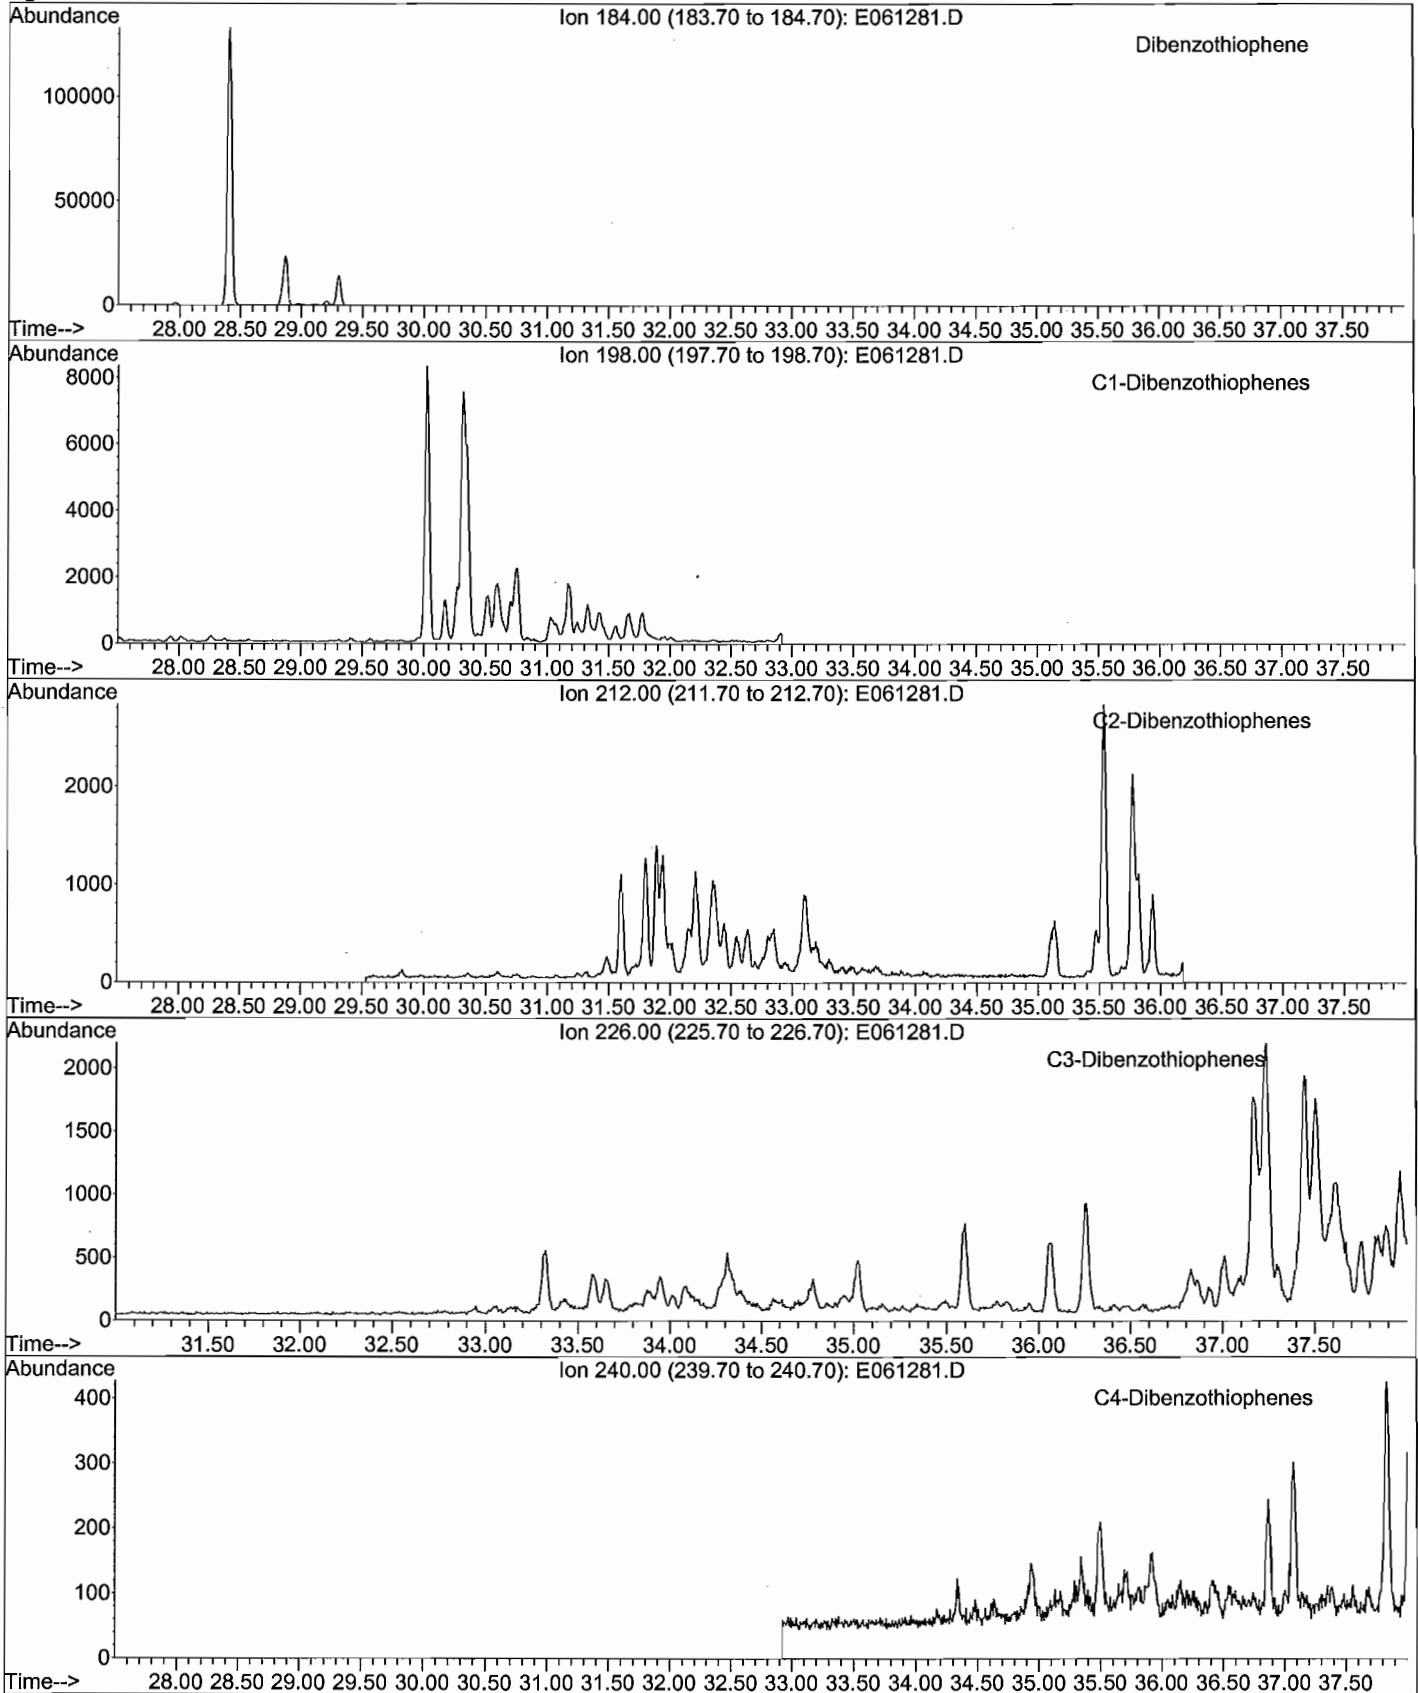 Abundance
Ion 184.00 (183.70 to 184.70): E061281.D
Dibenzothiophene
100000
50000
0
Time-->
28.00 28.50 29.00 29.50 30.00 30.50 31.00 31.50 32.00 32.50 33.00 33.50 34.00 34.50 35.00 35.50 36.00 36.50 37.00 37.50
Abundance
Ion 198.00 (197.70 to 198.70): E061281.D
C1-Dibenzothiophenes
8000
6000
4000
2000
0
Time-->
28.00 28.50 29.00 29.50 30.00 30.50 31.00 31.50 32.00 32.50 33.00 33.50 34.00 34.50 35.00 35.50 36.00 36.50 37.00 37.50
Abundance
Ion 212.00 (211.70 to 212.70): E061281.D
C2-Dibenzothiophenes
2000
1000
0
Time-->
28.00 28.50 29.00 29.50 30.00 30.50 31.00 31.50 32.00 32.50 33.00 33.50 34.00 34.50 35.00 35.50 36.00 36.50 37.00 37.50
Abundance
Ion 226.00 (225.70 to 226.70): E061281.D
C3-Dibenzothiophenes
2000
1500
1000
500
0
Time-->
31.50 32.00 32.50 33.00 33.50 34.00 34.50 35.00 35.50 36.00 36.50 37.00 37.50
Abundance
Ion 240.00 (239.70 to 240.70): E061281.D
C4-Dibenzothiophenes
400
300
200
100
0
Time-->
28.00 28.50 29.00 29.50 30.00 30.50 31.00 31.50 32.00 32.50 33.00 33.50 34.00 34.50 35.00 35.50 36.00 36.50 37.00 37.50